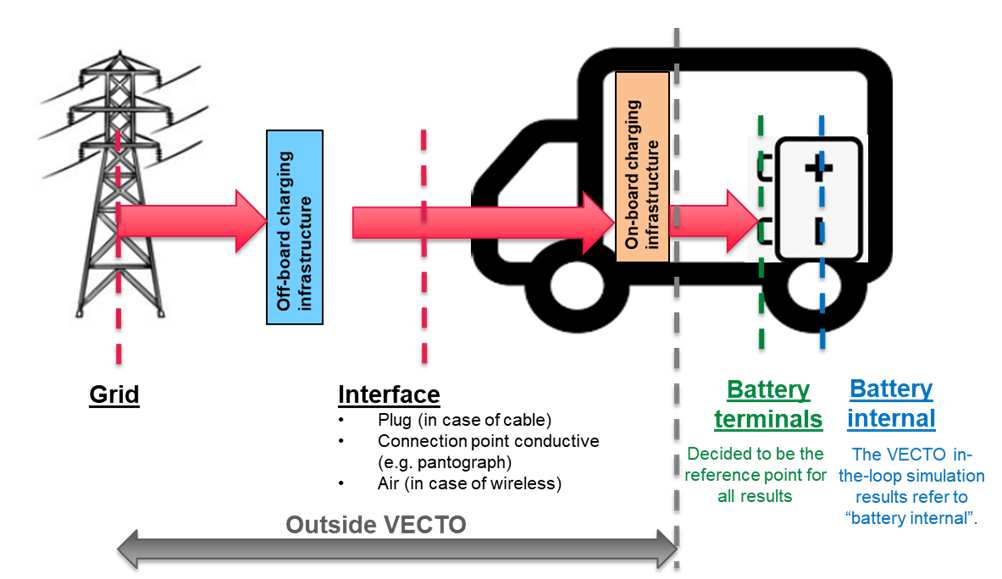 Off-board charging
infrastructure
On-board charging
infrastructure
+
-
Grid
Interface
• Plug (in case of cable)
• Connection point conductive
(e.g. pantograph)
• Air (in case of wireless)
Battery
terminals
Decided to be the
reference point for
all results
Battery
internal
The VECTO in-
the-loop simulation
results refer to
“battery internal”.
Outside VECTO